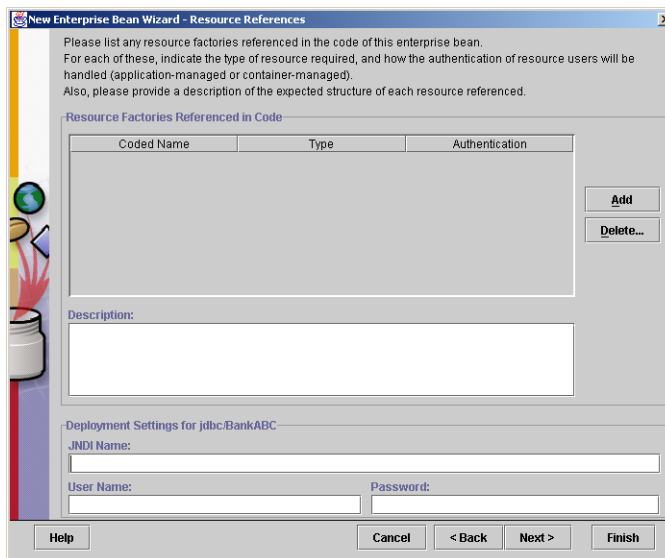 New Enterprise Bean Wizard - Resource References
Please list any resource factories referenced in the code of this enterprise bean.
For each of these, indicate the type of resource required, and how the authentication of resource users will be
handled (application-managed or container-managed).
Also, please provide a description of the expected structure of each resource referenced.
Resource Factories Referenced in Code
Coded Name Type Authentication
Add
Delete...
Description:
Deployment Settings for jdbc/BankABC
JNDI Name:
User Name: Password:
Help Cancel < Back Next > Finish